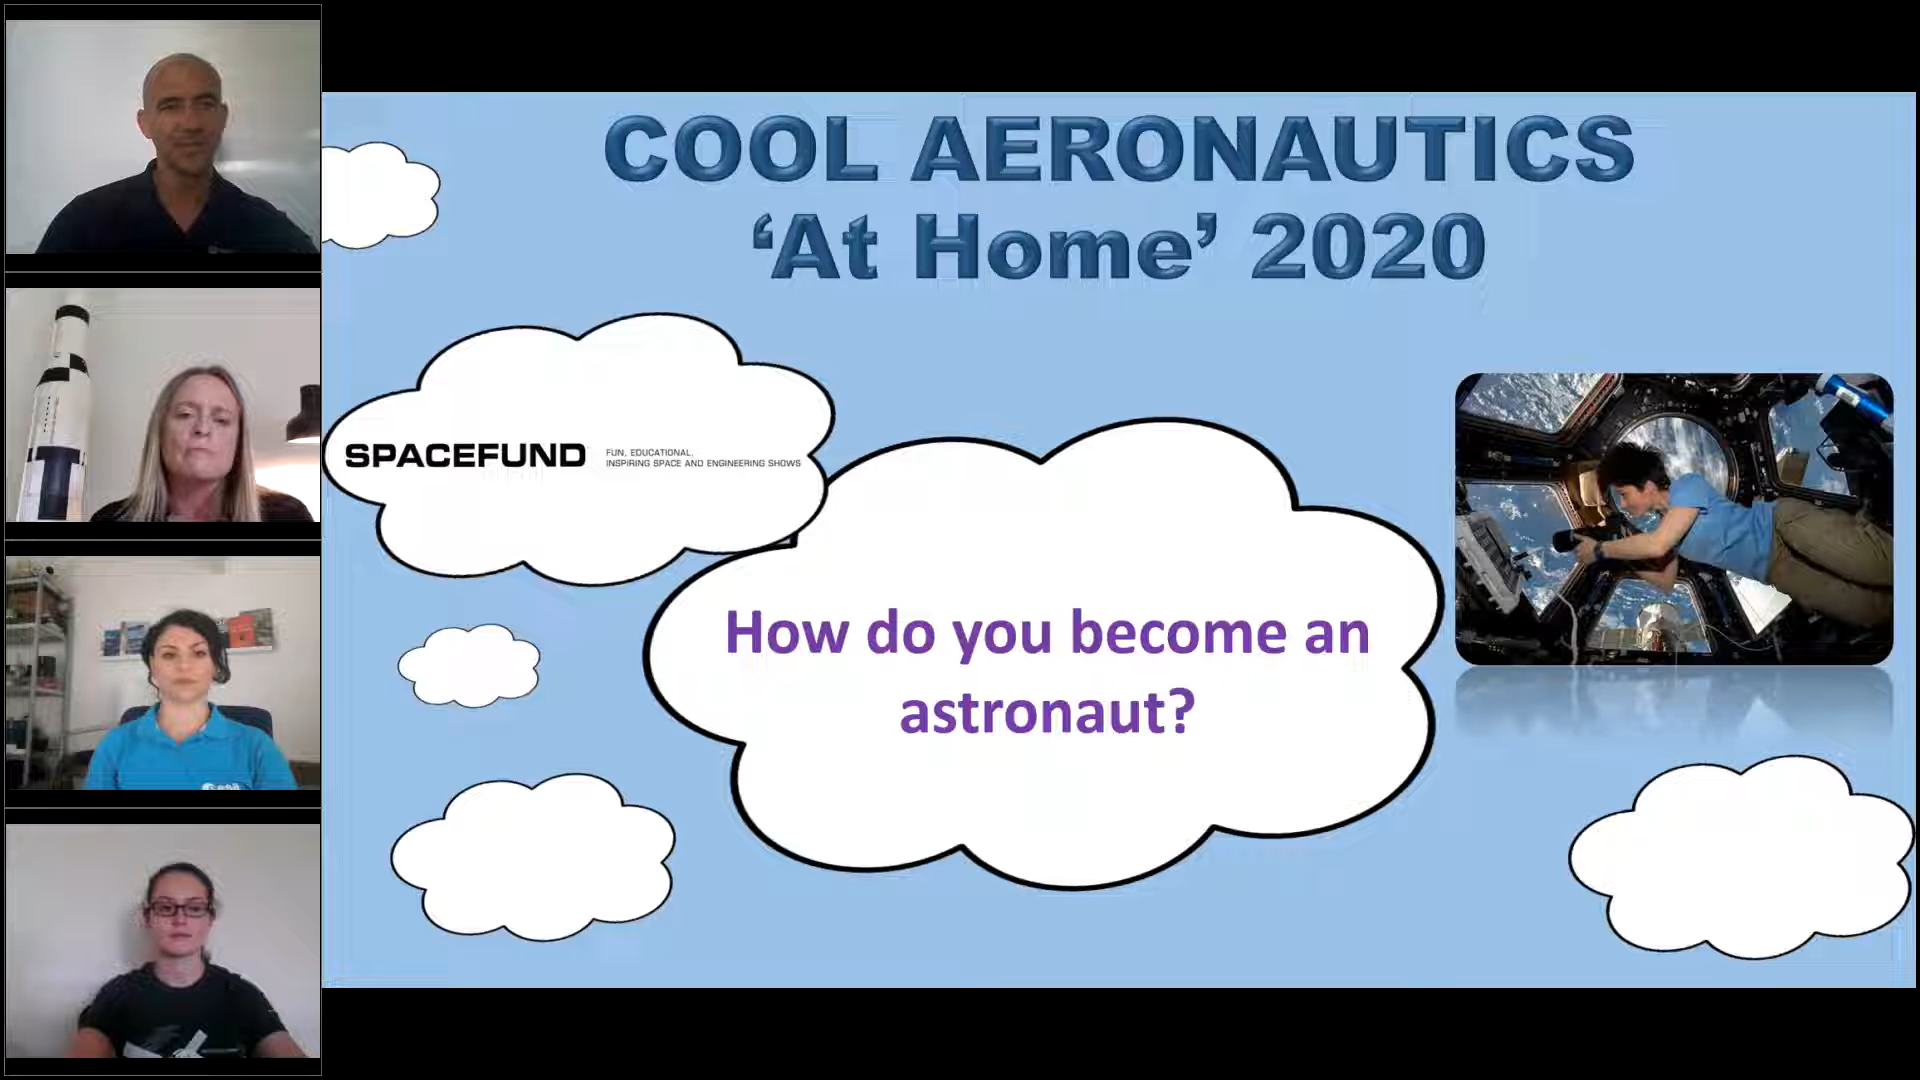 COOL AERONAUTICS
‘At Home’ 2020
SPACEFUND
FUN, EDUCATIONAL,
INSPIRING SPACE AND ENGINEERING SHOWS
How do you become an
astronaut?